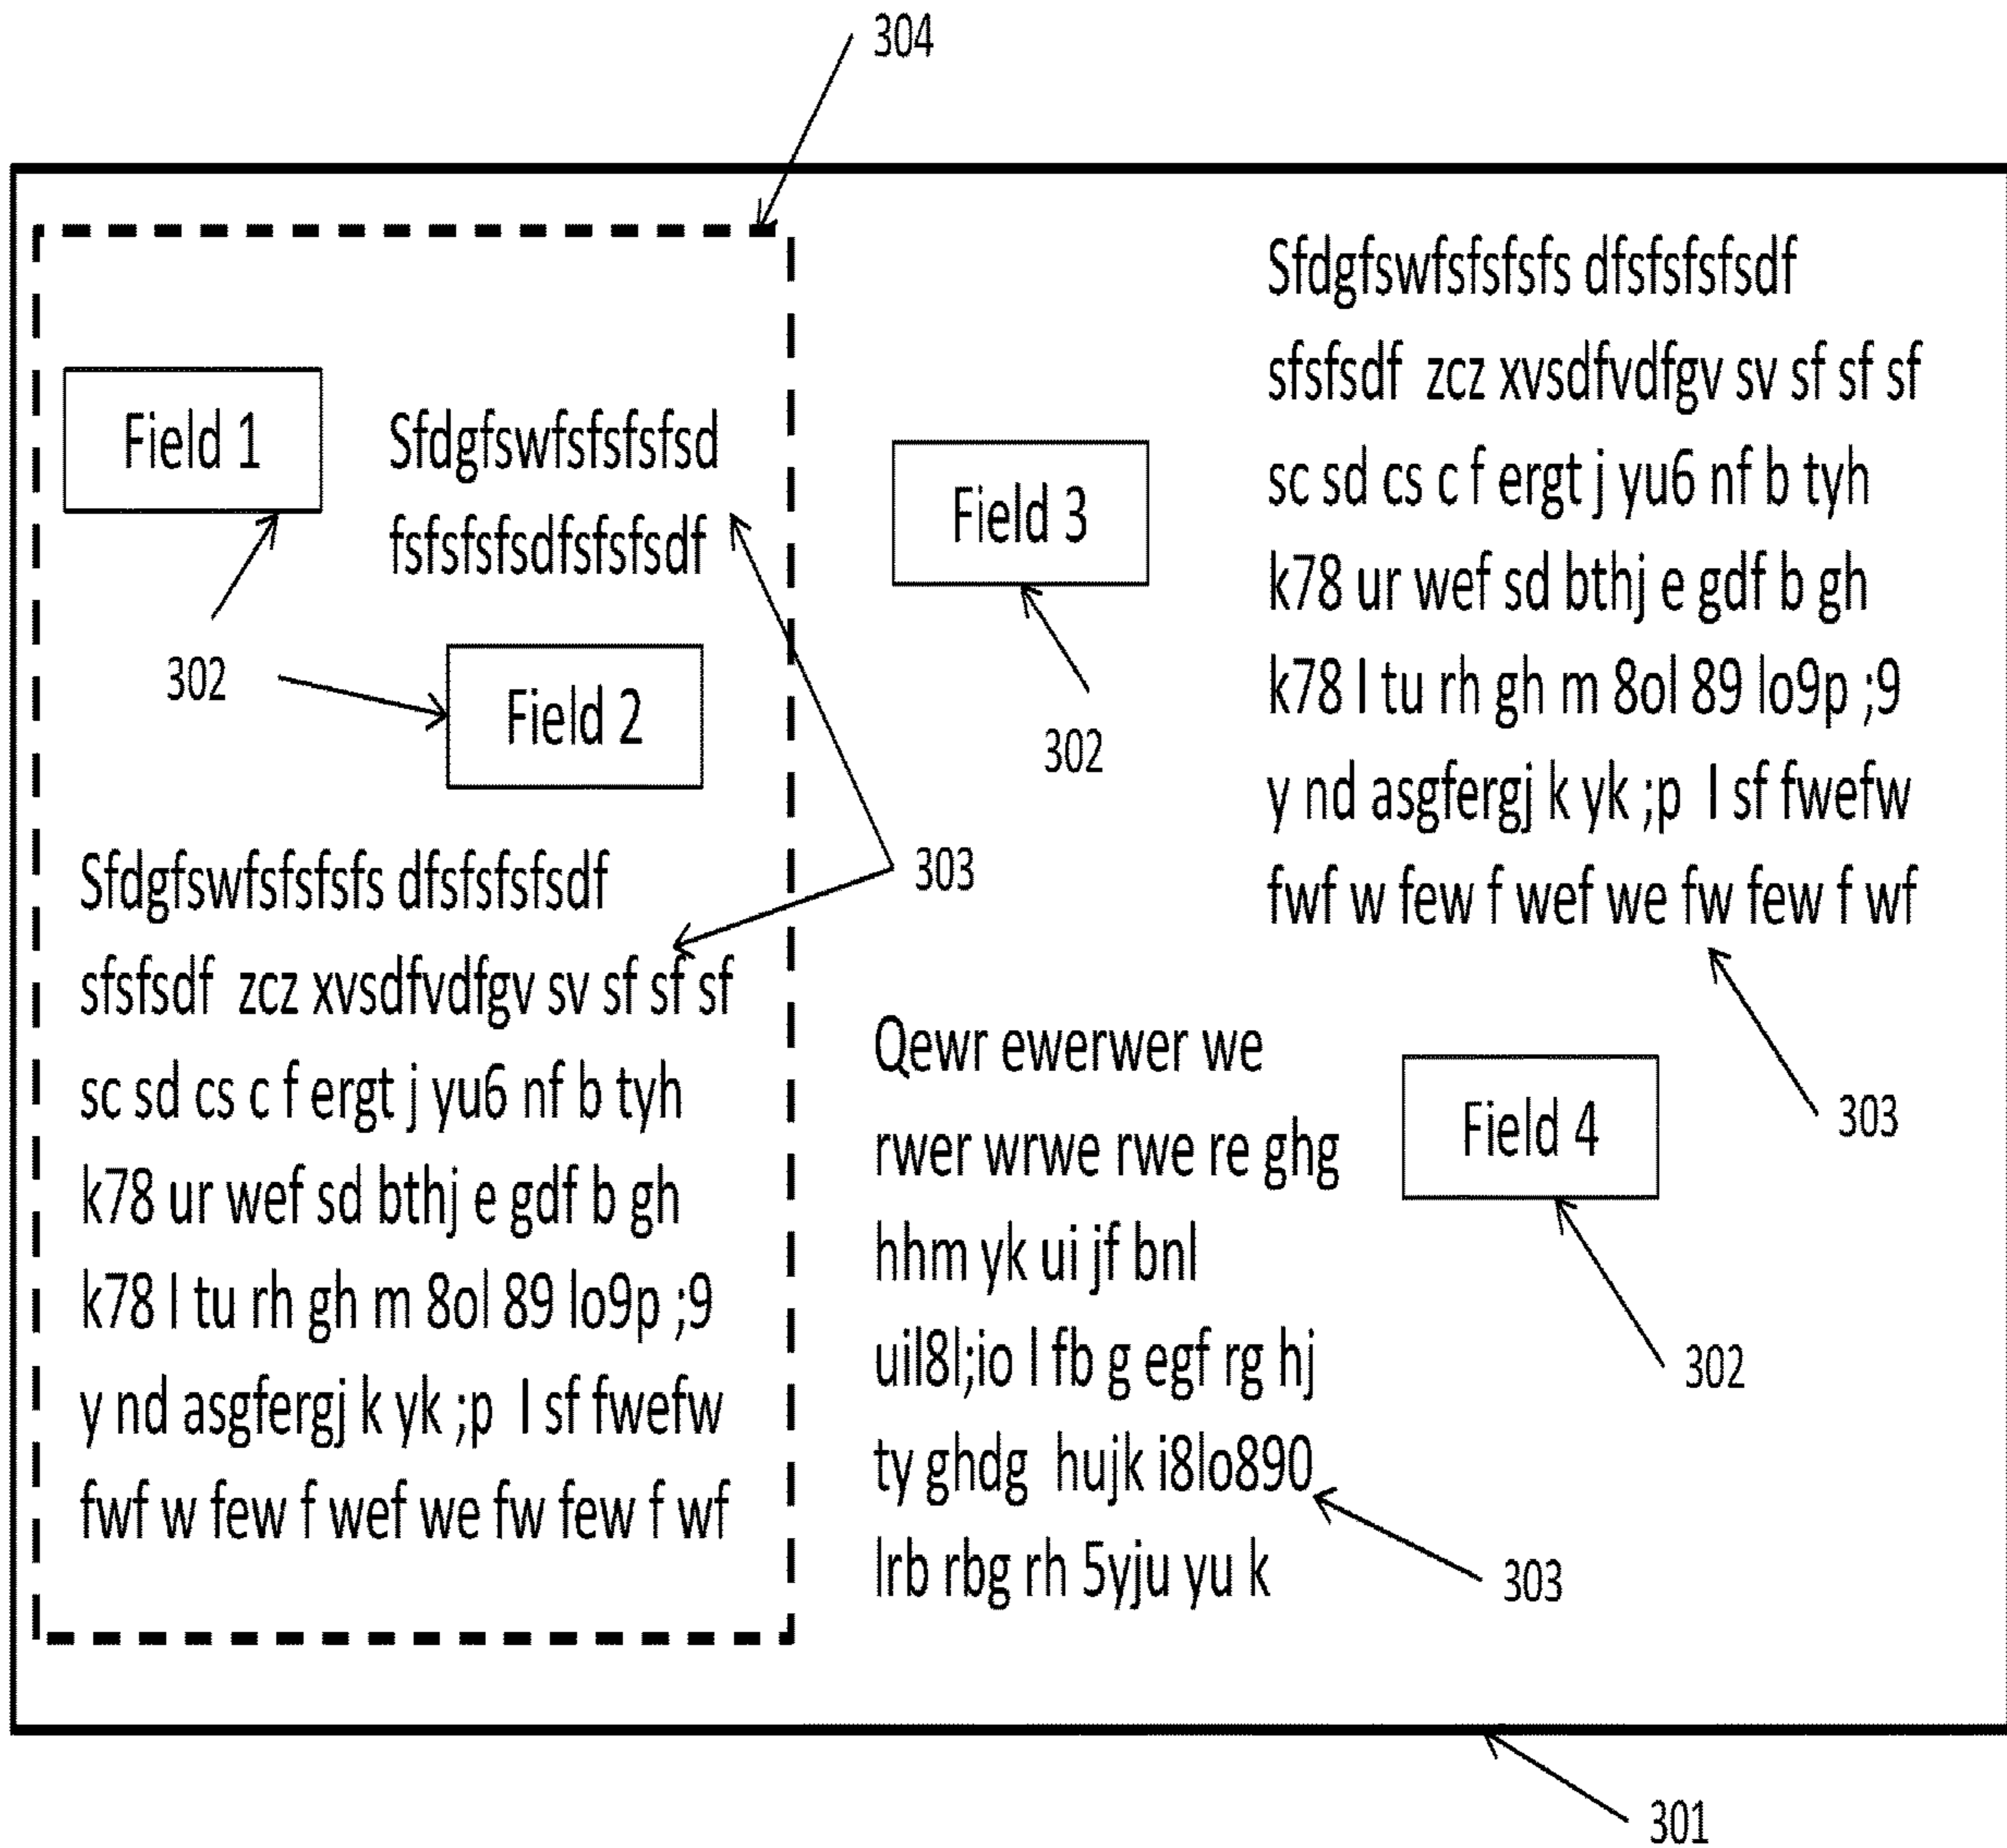 304
Field 1
Sfdgfswfsfsfsfsd
fsfsfsfsdfsfsfsdf
302
Field 2
Sfdgfswfsfsfsfs dfsfsfsfsdf
sfsfsdf zcz xvsdfvdfgv sv sf sf sf
sc sd cs c f ergt j yu6 nf b tyh
k78 ur wef sd bthj e gdf b gh
k78 I tu rh gh m 8ol 89 lo9p ;9
y nd asgfergj k yk ;p I sf fwefw
fwf w few f wef we fw few f wf
303
Field 3
302
Sfdgfswfsfsfsfs dfsfsfsfsdf
sfsfsdf zcz xvsdfvdfgv sv sf sf sf
sc sd cs c f ergt j yu6 nf b tyh
k78 ur wef sd bthj e gdf b gh
k78 I tu rh gh m 8ol 89 lo9p ;9
y nd asgfergj k yk ;p I sf fwefw
fwf w few f wef we fw few f wf
303
Qewr ewerwer we
rwer wrwe rwe re ghg
hhm yk ui jf bnl
uil8l;io l fb g egf rg hj
ty ghdg hujk i8lo890
lrb rbg rh 5yju yu k
303
Field 4
302
301